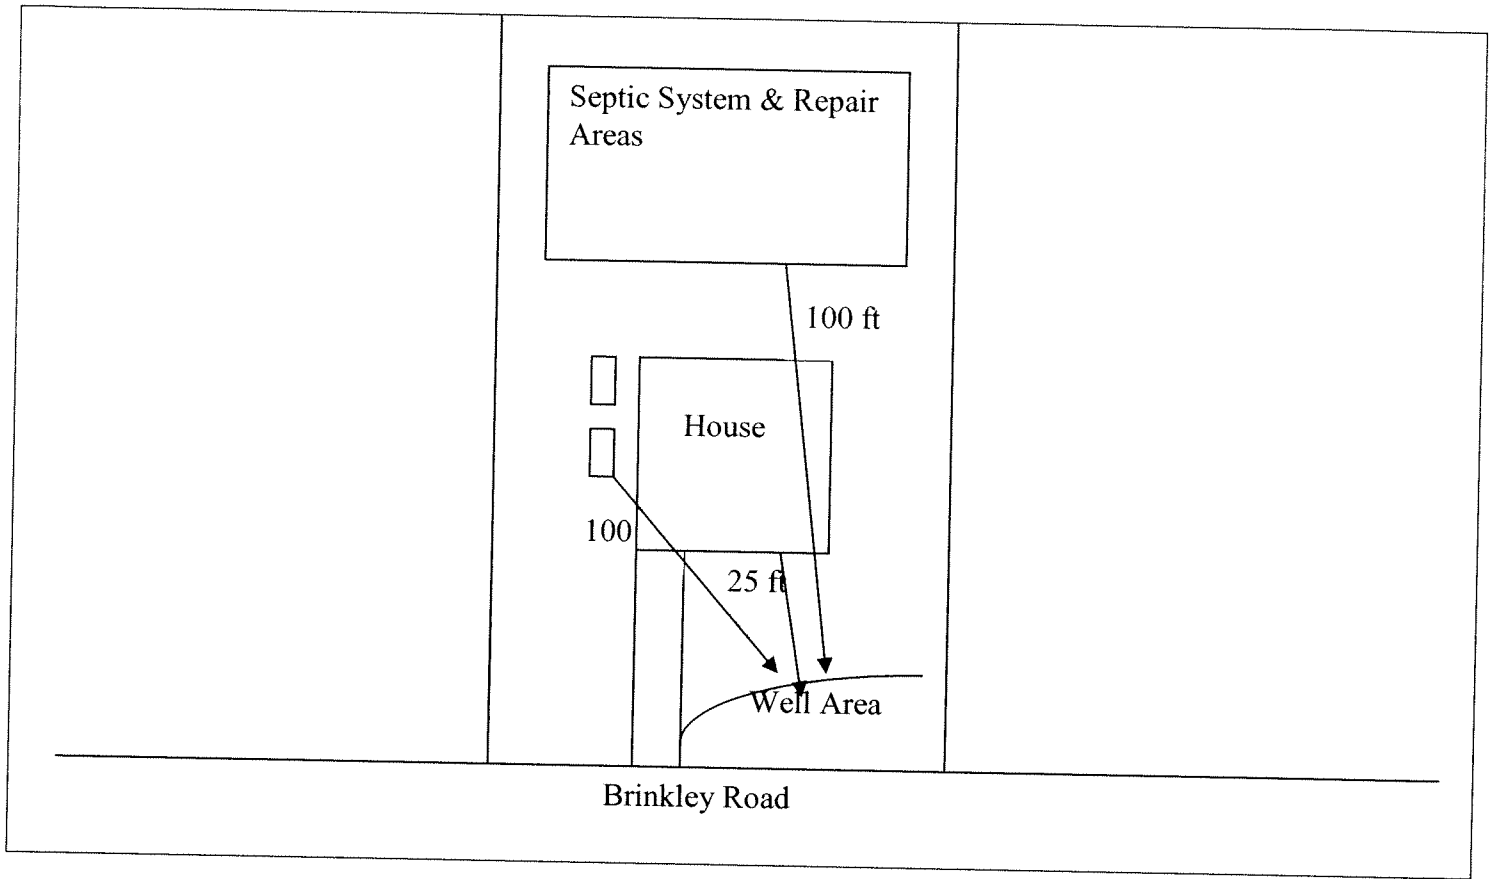 Septic System & Repair
Areas
100 ft
House
100
25 ft
Well Area
Brinkley Road